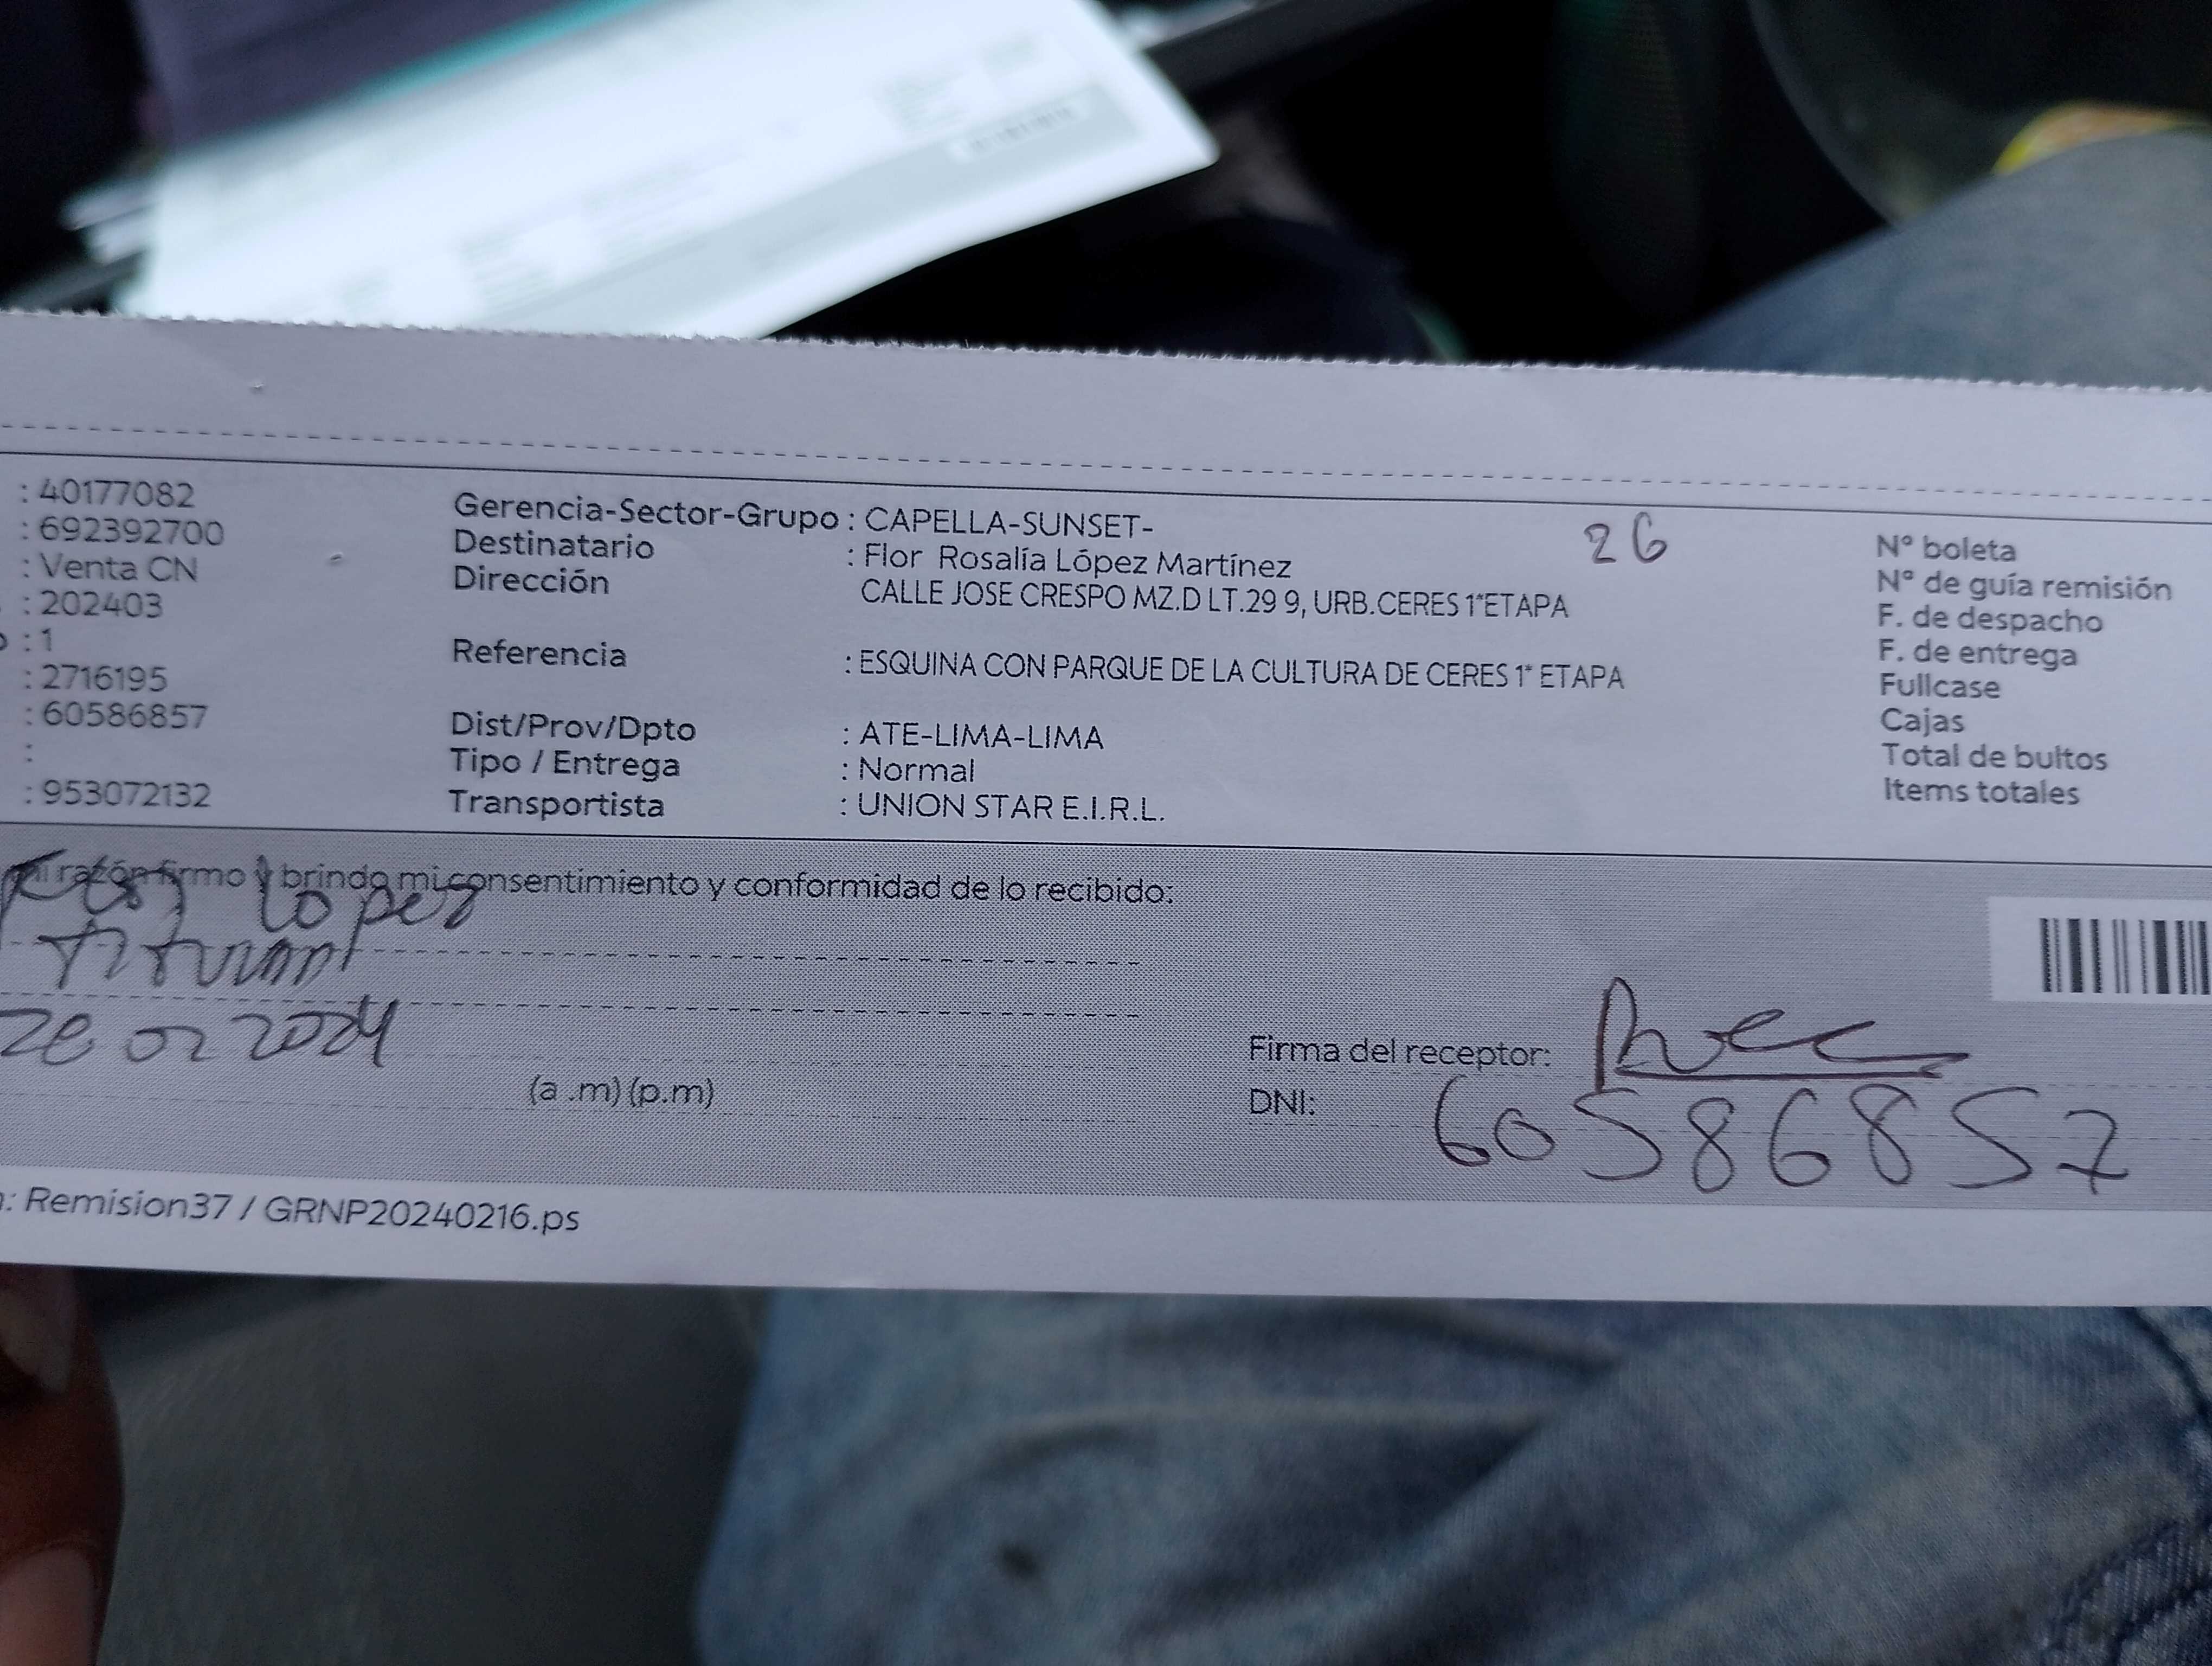 : 40177082
: 692392700
: Venta CN
: 202403
: 1
: 2716195
: 60586857
:
: 953072132
Gerencia-Sector-Grupo : CAPELLA-SUNSET-
Destinatario : Flor Rosalía López Martínez
Dirección CALLE JOSE CRESPO MZ.D LT.29 9, URB.CERES 1°ETAPA
Referencia : ESQUINA CON PARQUE DE LA CULTURA DE CERES 1° ETAPA
Dist/Prov/Dpto : ATE-LIMA-LIMA
Tipo / Entrega : Normal
Transportista : UNION STAR E.I.R.L.
26
N° boleta
N° de guía remisión
F. de despacho
F. de entrega
Fullcase
Cajas
Total de bultos
Items totales
razón firmo y brindo mi consentimiento y conformidad de lo recibido:
Lopez
2024
(a .m) (p.m)
Firma del receptor:
DNI: 60586857
: Remision37 / GRNP20240216.ps